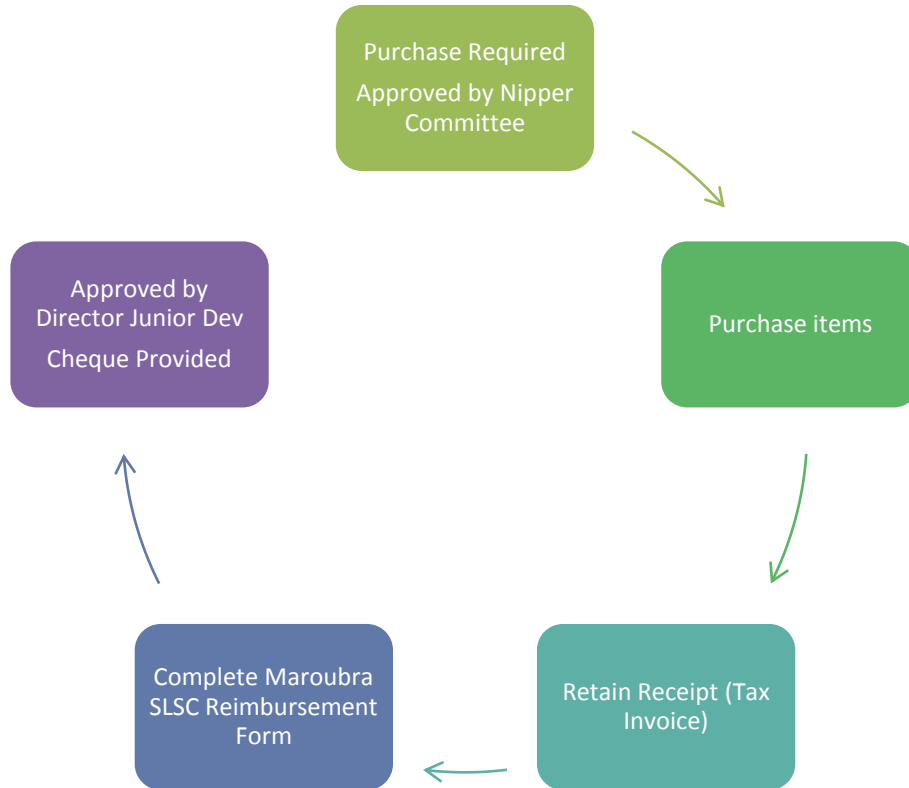 Purchase Required
Approved by Nipper
Committee
Purchase items
Retain Receipt (Tax
Invoice)
Complete Maroubra
SLSC Reimbursement
Form
Approved by
Director Junior Dev
Cheque Provided